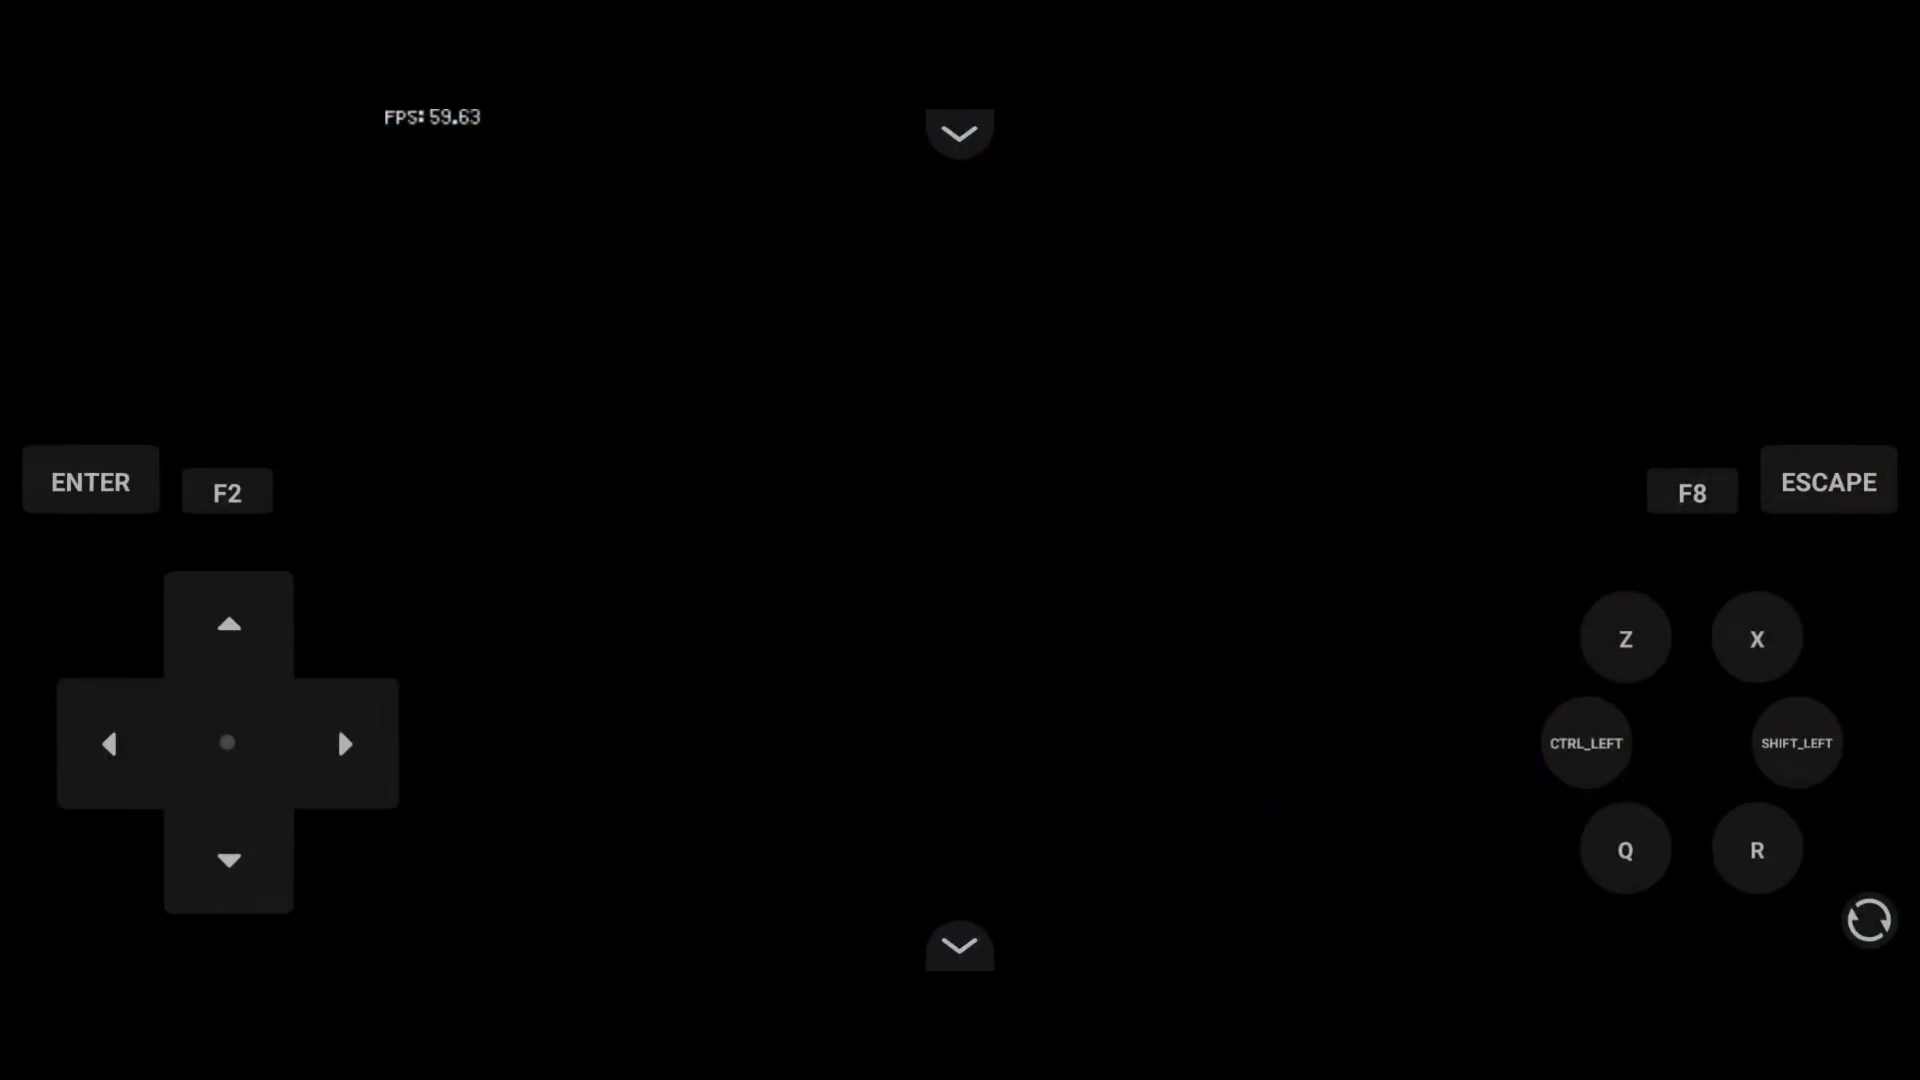 FPS: 59.63
ENTER
F2
F8
ESCAPE
Z
X
CTRL_LEFT
SHIFT_LEFT
Q
R